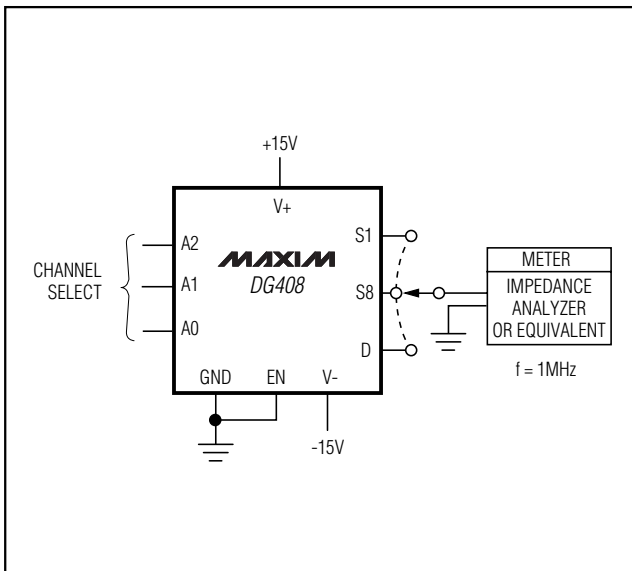 +15V
V+
CHANNEL
SELECT
A2
A1
A0
MAXIM
DG408
S1
S8
D
GND
EN
V-
-15V
METER
IMPEDANCE
ANALYZER
OR EQUIVALENT
f = 1MHz